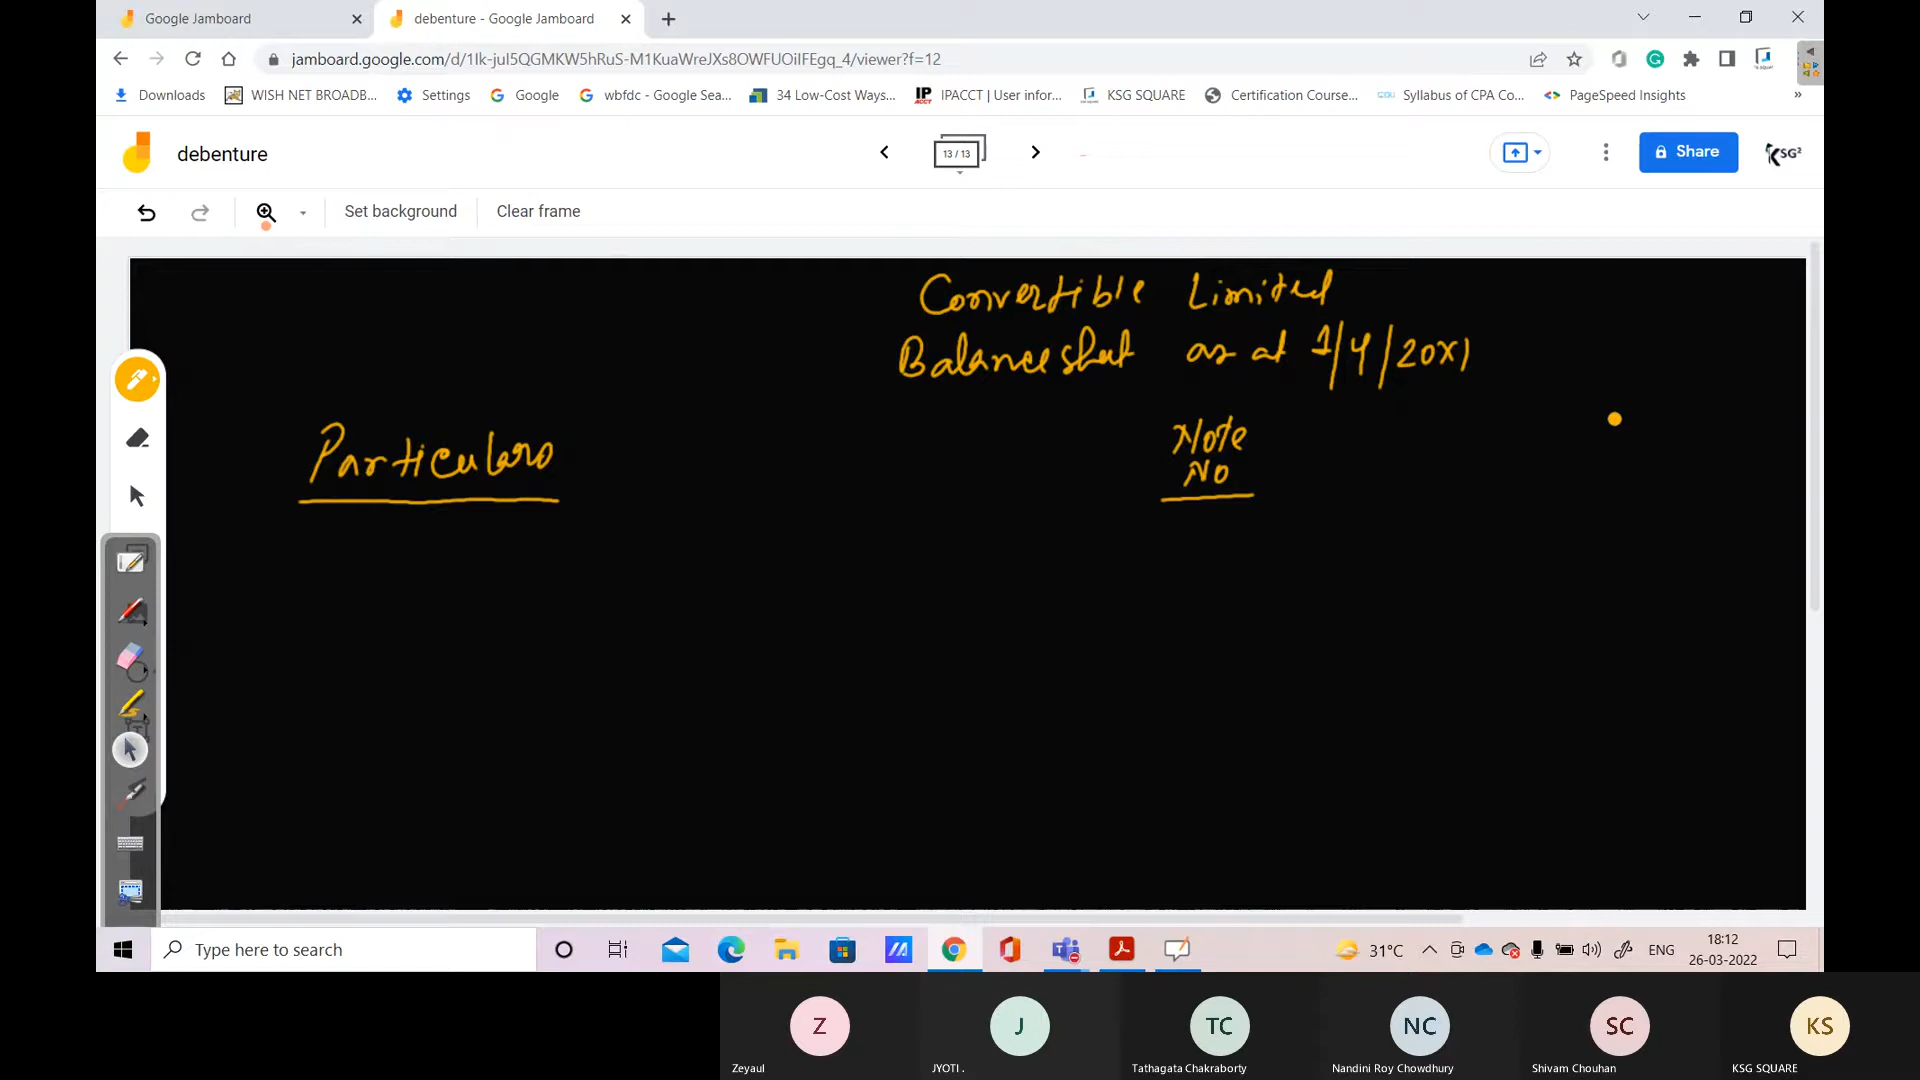 Google Jamboard
debenture - Google Jamboard
jamboard.google.com/d/1Ik-juI5QGMKW5hRuS-M1KuaWreJXs8OWFUOiIFEgq_4/viewer?f=12
Downloads WISH NET BROADB... Settings Google wbfdc - Google Sea... 34 Low-Cost Ways... IPACCT | User infor... KSG SQUARE Certification Course... Syllabus of CPA Co... PageSpeed Insights »
debenture
13 / 13
Share
KSG²
Set background
Clear frame
Convertible Limited
Balance sheet as at 1/4/20X1
Particulars
Note
No
Type here to search
31°C
ENG
18:12
26-03-2022
Z J TC NC SC KS
Zeyaul JYOTI . Tathagata Chakraborty Nandini Roy Chowdhury Shivam Chouhan KSG SQUARE